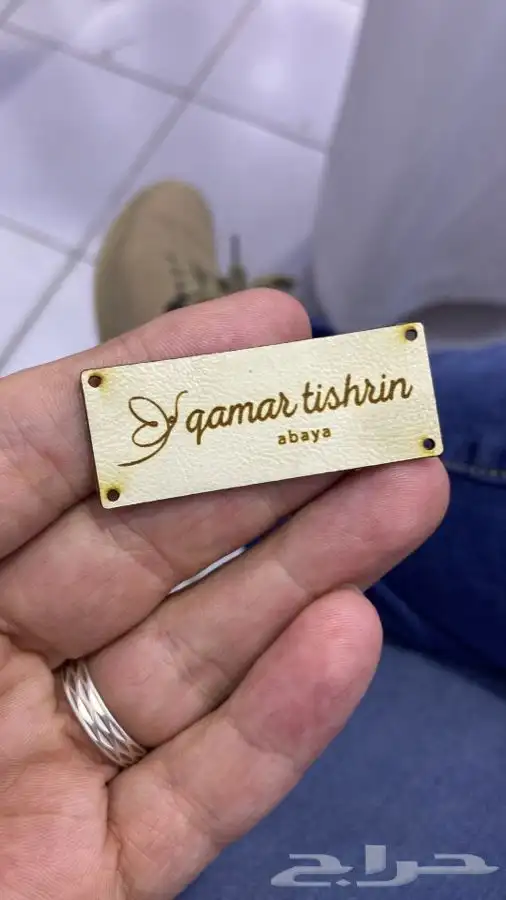 qamar tishrin
abaya
حراج